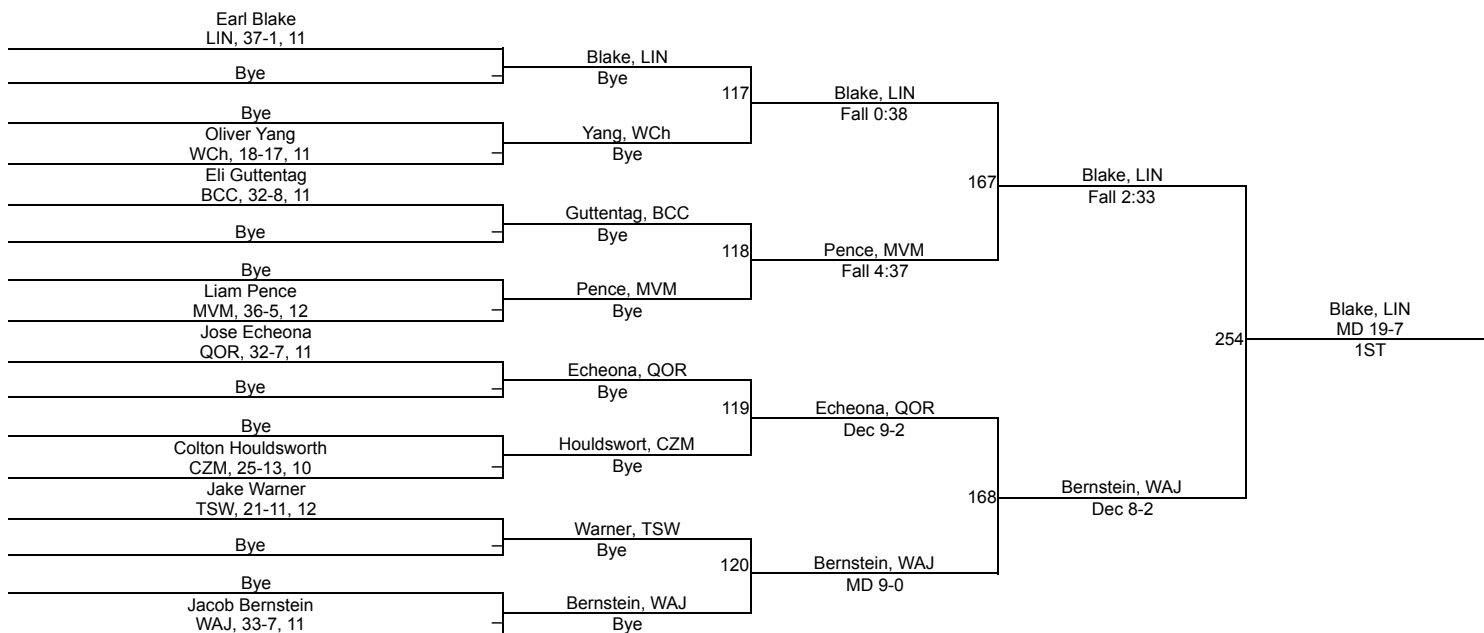 Earl Blake
LIN, 37-1, 11
Bye
Bye
Oliver Yang
WCh, 18-17, 11
Eli Guttentag
BCC, 32-8, 11
Bye
Bye
Liam Pence
MVM, 36-5, 12
Jose Echeona
QOR, 32-7, 11
Bye
Bye
Colton Houldsworth
CZM, 25-13, 10
Jake Warner
TSW, 21-11, 12
Bye
Bye
Jacob Bernstein
WAJ, 33-7, 11
Blake, LIN
Bye
Yang, WCh
Bye
Guttentag, BCC
Bye
Pence, MVM
Bye
Echeona, QOR
Bye
Houldswort, CZM
Bye
Warner, TSW
Bye
Bernstein, WAJ
Bye
117
118
119
120
Blake, LIN
Fall 0:38
Pence, MVM
Fall 4:37
Echeona, QOR
Dec 9-2
Bernstein, WAJ
MD 9-0
167
168
Blake, LIN
Fall 2:33
Bernstein, WAJ
Dec 8-2
254
Blake, LIN
MD 19-7
1ST